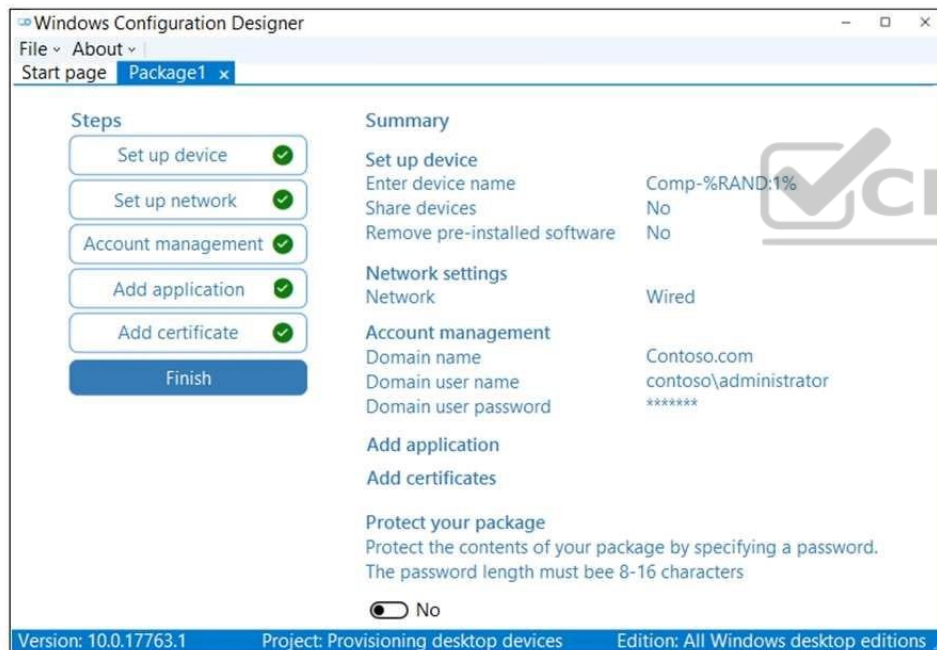 Windows Configuration Designer
File About
Start page Package1 x
Steps
Set up device
Set up network
Account management
Add application
Add certificate
Finish
Summary
Set up device
Enter device name Comp-%RAND:1%
Share devices No
Remove pre-installed software No
Network settings
Network Wired
Account management
Domain name Contoso.com
Domain user name contoso\administrator
Domain user password *******
Add application
Add certificates
Protect your package
Protect the contents of your package by specifying a password.
The password length must bee 8-16 characters
No
Version: 10.0.17763.1 Project: Provisioning desktop devices Edition: All Windows desktop editions